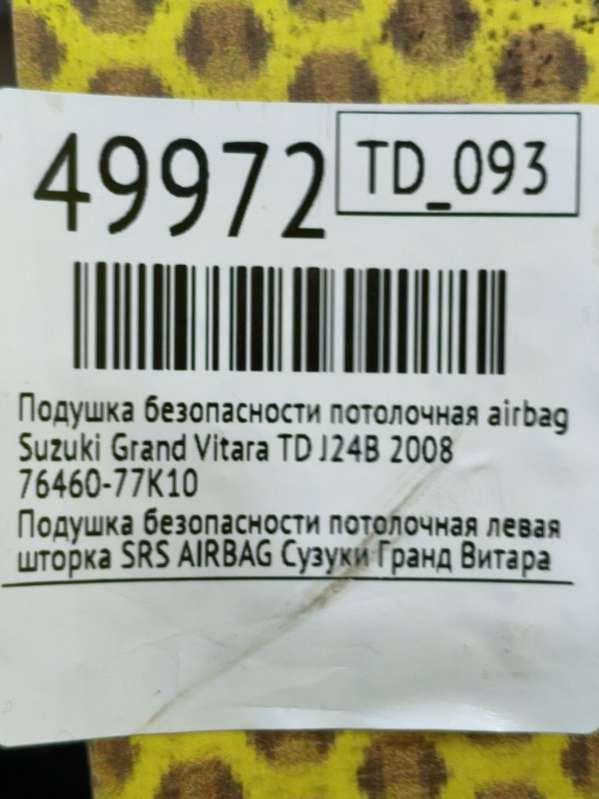 49972
TD_093
Подушка безопасности потолочная airbag
Suzuki Grand Vitara TD J24B 2008
76460-77K10
Подушка безопасности потолочная левая
шторка SRS AIRBAG Сузуки Гранд Витара